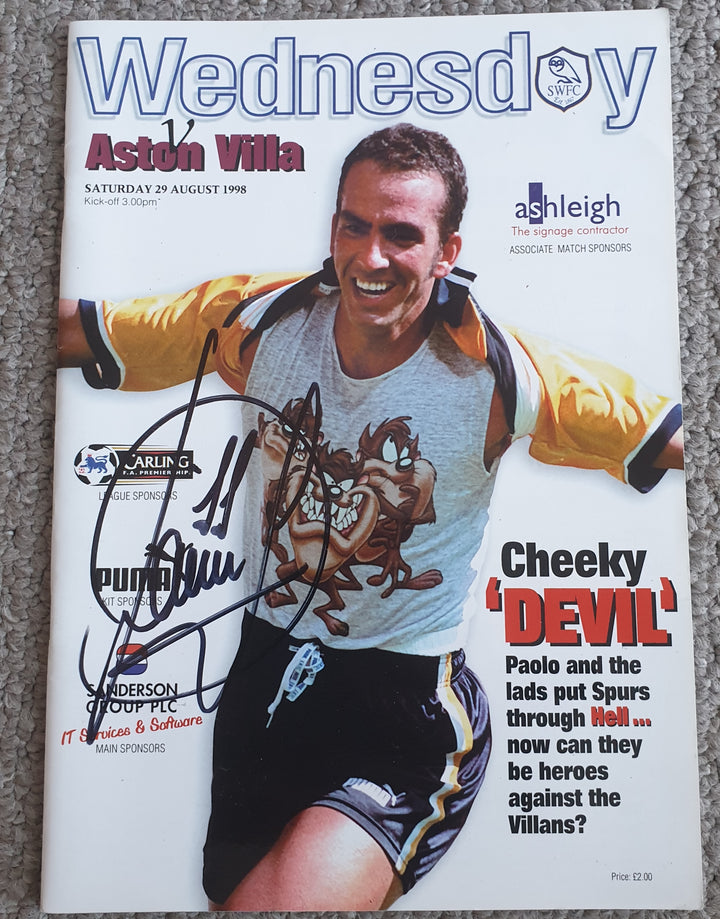 Wednesday
SWFC
v
Aston Villa
SATURDAY 29 AUGUST 1998
Kick-off 3.00pm
ashleigh
The signage contractor
ASSOCIATE MATCH SPONSORS
CARLING
F.A. PREMIERSHIP
LEAGUE SPONSORS
PUMA
KIT SPONSORS
SANDERSON
GROUP PLC
IT Services & Software
MAIN SPONSORS
Cheeky
'DEVIL'
Paolo and the
lads put Spurs
through Hell...
now can they
be heroes
against the
Villans?
Price: £2.00